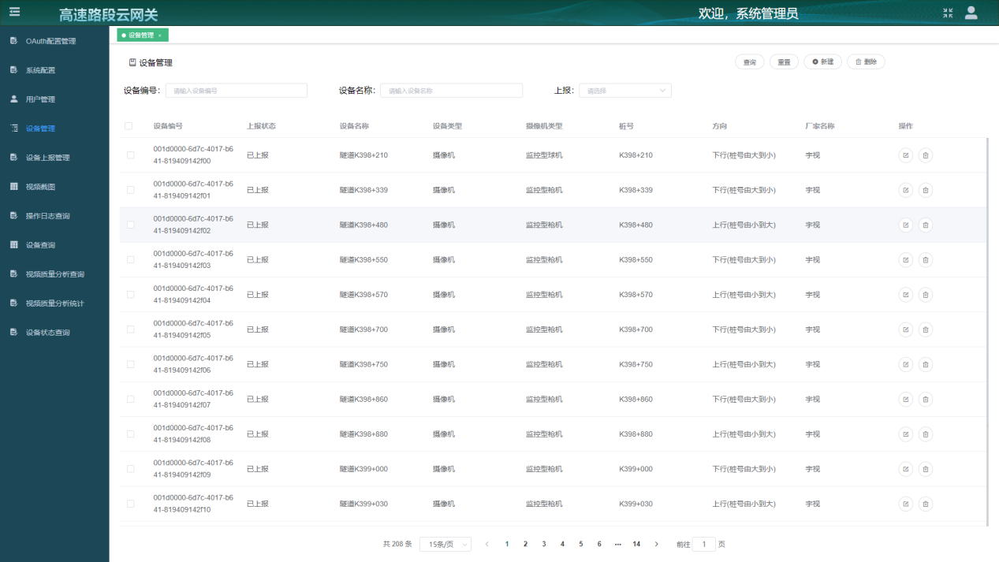 高速路段云网关
欢迎，系统管理员
OAuth配置管理
系统配置
用户管理
设备管理
设备上报管理
视频截图
操作日志查询
设备查询
视频质量分析查询
视频质量分析统计
设备状态查询
设备管理 ×
设备管理
查询 重置 新建 删除
设备编号： 请输入设备编号 设备名称： 请输入设备名称 上报： 请选择
设备编号 上报状态 设备名称 设备类型 摄像机类型 桩号 方向 厂家名称 操作
001d0000-6d7c-4017-b6
41-819409142f00 已上报 隧道K398+210 摄像机 监控型球机 K398+210 下行(桩号由大到小) 宇视
001d0000-6d7c-4017-b6
41-819409142f01 已上报 隧道K398+339 摄像机 监控型枪机 K398+339 下行(桩号由大到小) 宇视
001d0000-6d7c-4017-b6
41-819409142f02 已上报 隧道K398+480 摄像机 监控型枪机 K398+480 上行(桩号由小到大) 宇视
001d0000-6d7c-4017-b6
41-819409142f03 已上报 隧道K398+550 摄像机 监控型枪机 K398+550 下行(桩号由大到小) 宇视
001d0000-6d7c-4017-b6
41-819409142f04 已上报 隧道K398+570 摄像机 监控型枪机 K398+570 上行(桩号由小到大) 宇视
001d0000-6d7c-4017-b6
41-819409142f05 已上报 隧道K398+700 摄像机 监控型枪机 K398+700 下行(桩号由大到小) 宇视
001d0000-6d7c-4017-b6
41-819409142f06 已上报 隧道K398+750 摄像机 监控型枪机 K398+750 上行(桩号由小到大) 宇视
001d0000-6d7c-4017-b6
41-819409142f07 已上报 隧道K398+860 摄像机 监控型枪机 K398+860 下行(桩号由大到小) 宇视
001d0000-6d7c-4017-b6
41-819409142f08 已上报 隧道K398+880 摄像机 监控型枪机 K398+880 上行(桩号由小到大) 宇视
001d0000-6d7c-4017-b6
41-819409142f09 已上报 隧道K399+000 摄像机 监控型枪机 K399+000 下行(桩号由大到小) 宇视
001d0000-6d7c-4017-b6
41-819409142f10 已上报 隧道K399+030 摄像机 监控型枪机 K399+030 上行(桩号由小到大) 宇视
共 208 条 15条/页 1 2 3 4 5 6 ··· 14 前往 1 页